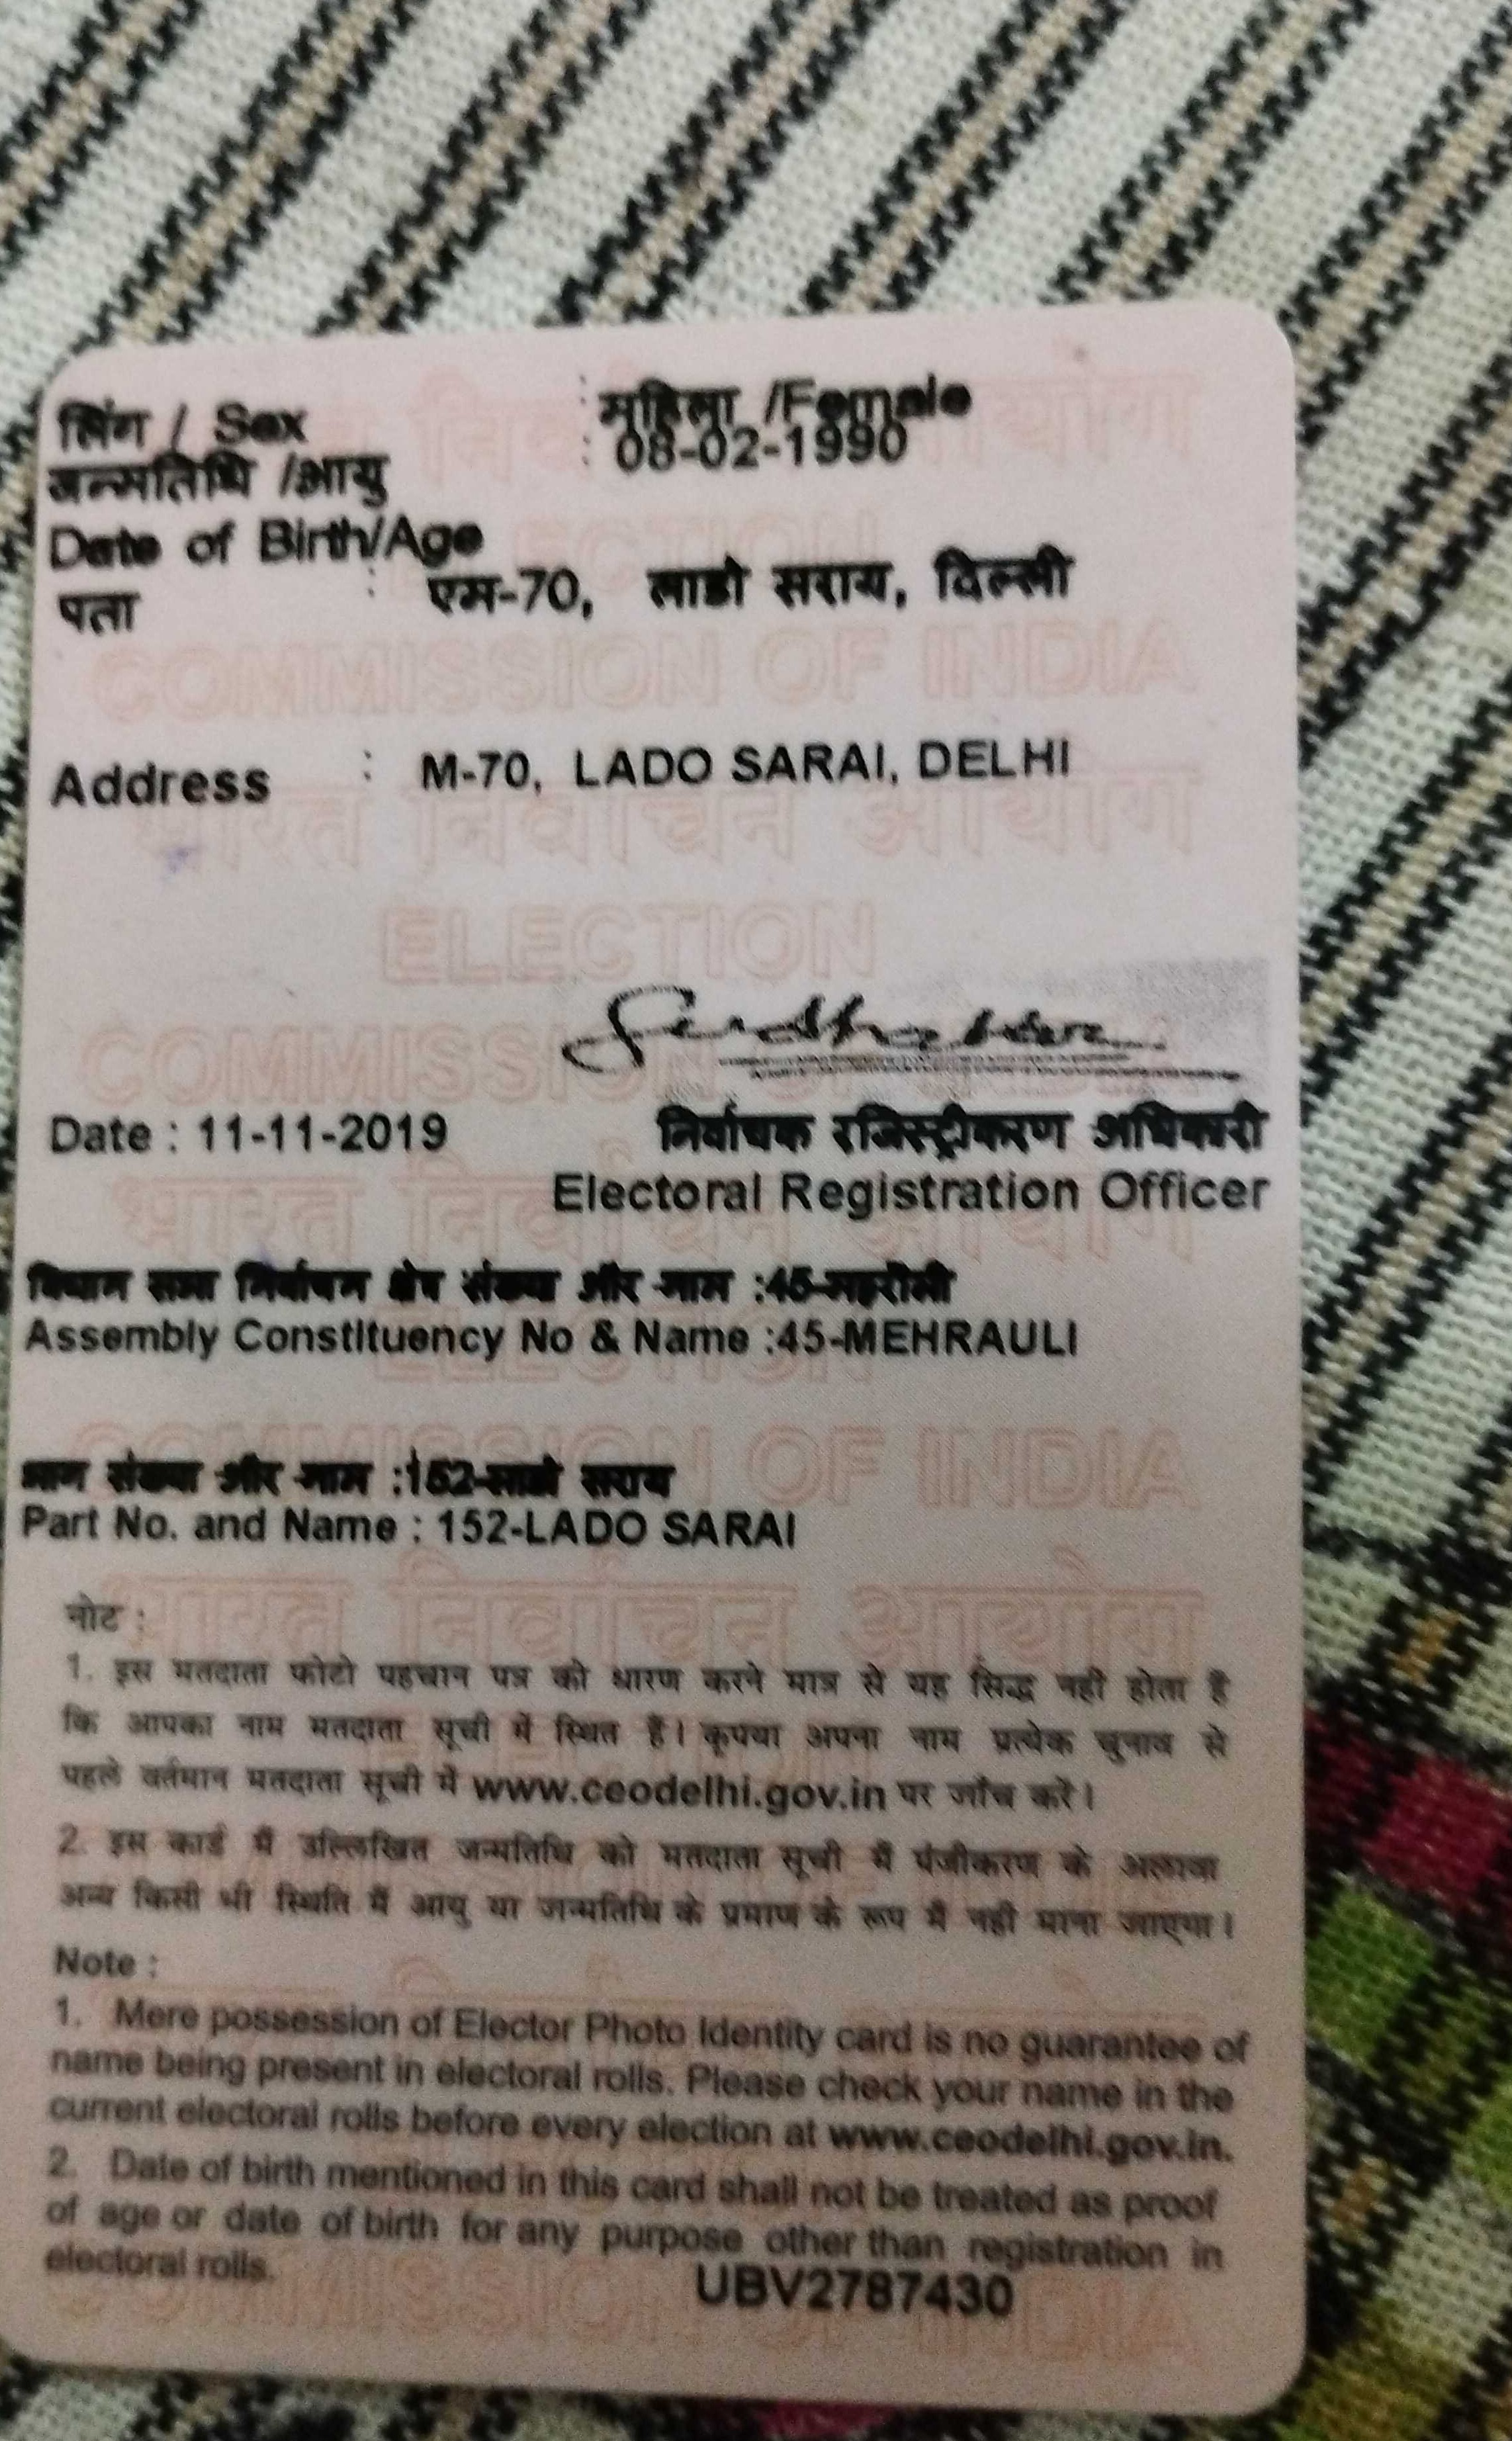 लिंग / Sex : महिला /Female
जन्मतिथि /आयु : 08-02-1990
Date of Birth/Age
पता : एम-70, लाडो सराय, दिल्ली
Address : M-70, LADO SARAI, DELHI
Date : 11-11-2019
निर्वाचक रजिस्ट्रीकरण अधिकारी
Electoral Registration Officer
विधान सभा निर्वाचन क्षेत्र संख्या और नाम :45-महरौली
Assembly Constituency No & Name :45-MEHRAULI
भाग संख्या और नाम :152-लाडो सराय
Part No. and Name : 152-LADO SARAI
नोट :
1. इस मतदाता फोटो पहचान पत्र को धारण करने मात्र से यह सिद्ध नही होता है
कि आपका नाम मतदाता सूची में स्थित है। कृपया अपना नाम प्रत्येक चुनाव से
पहले वर्तमान मतदाता सूची में www.ceodelhi.gov.in पर जाँच करें।
2. इस कार्ड में उल्लिखित जन्मतिथि को मतदाता सूची में पंजीकरण के अलावा
अन्य किसी भी स्थिति में आयु या जन्मतिथि के प्रमाण के रूप में नही माना जाएगा।
Note :
1. Mere possession of Elector Photo Identity card is no guarantee of
name being present in electoral rolls. Please check your name in the
current electoral rolls before every election at www.ceodelhi.gov.in.
2. Date of birth mentioned in this card shall not be treated as proof
of age or date of birth for any purpose other than registration in
electoral rolls.
UBV2787430